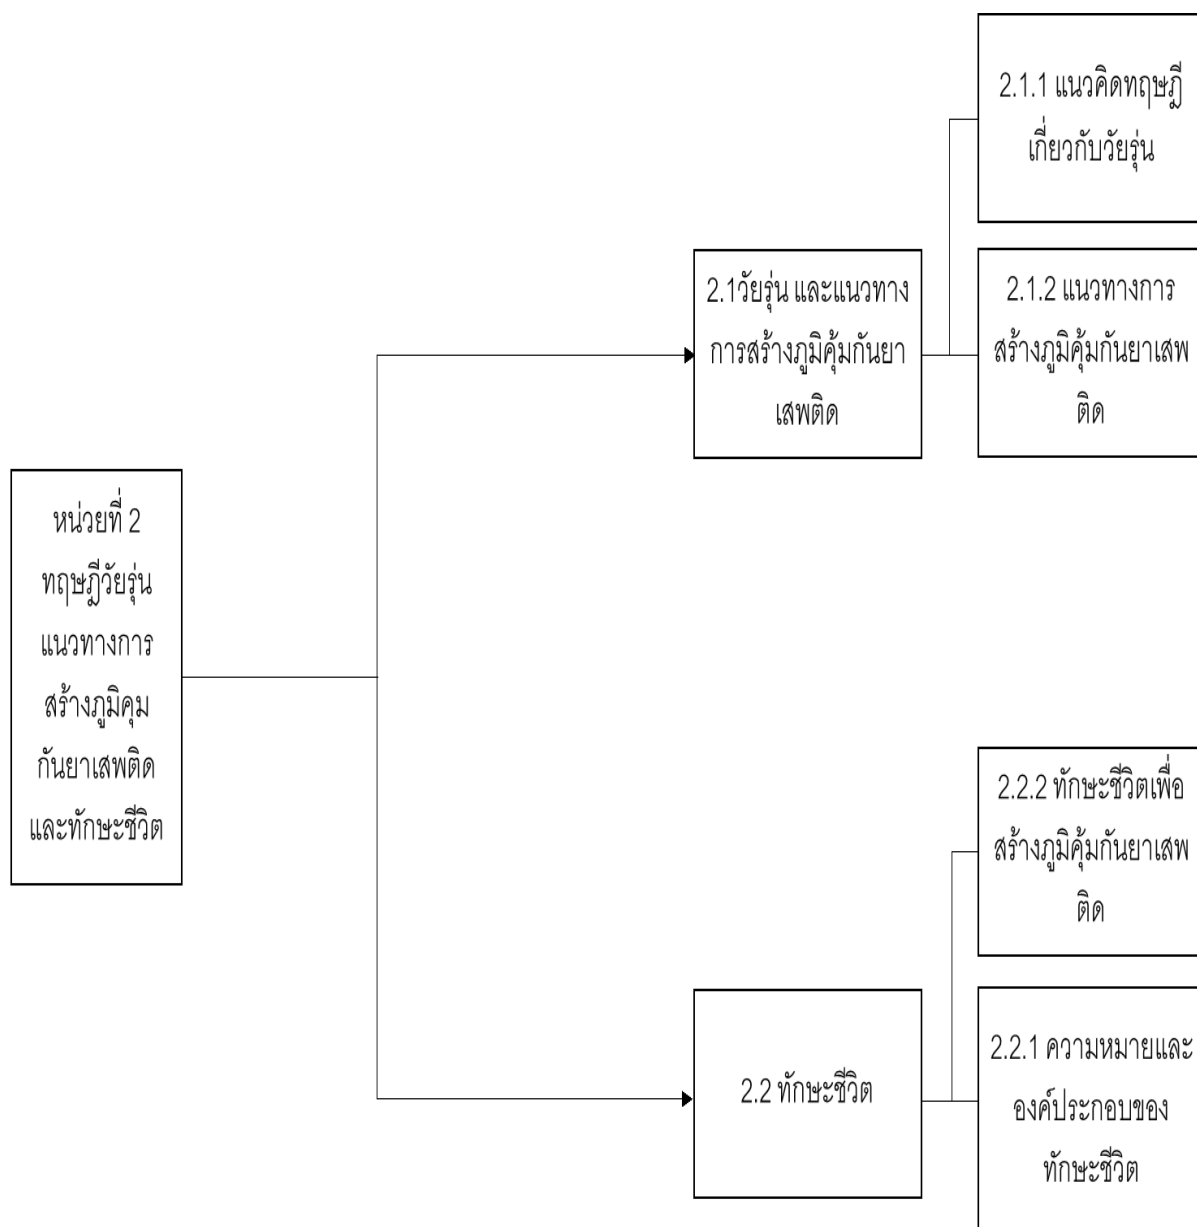 หน่วยที่ 2
ทฤษฎีวัยรุ่น
แนวทางการ
สร้างภูมิคุม
กันยาเสพติด
และทักษะชีวิต
2.1วัยรุ่น และแนวทาง
การสร้างภูมิคุ้มกันยา
เสพติด
2.1.1 แนวคิดทฤษฎี
เกี่ยวกับวัยรุ่น
2.1.2 แนวทางการ
สร้างภูมิคุ้มกันยาเสพ
ติด
2.2 ทักษะชีวิต
2.2.2 ทักษะชีวิตเพื่อ
สร้างภูมิคุ้มกันยาเสพ
ติด
2.2.1 ความหมายและ
องค์ประกอบของ
ทักษะชีวิต